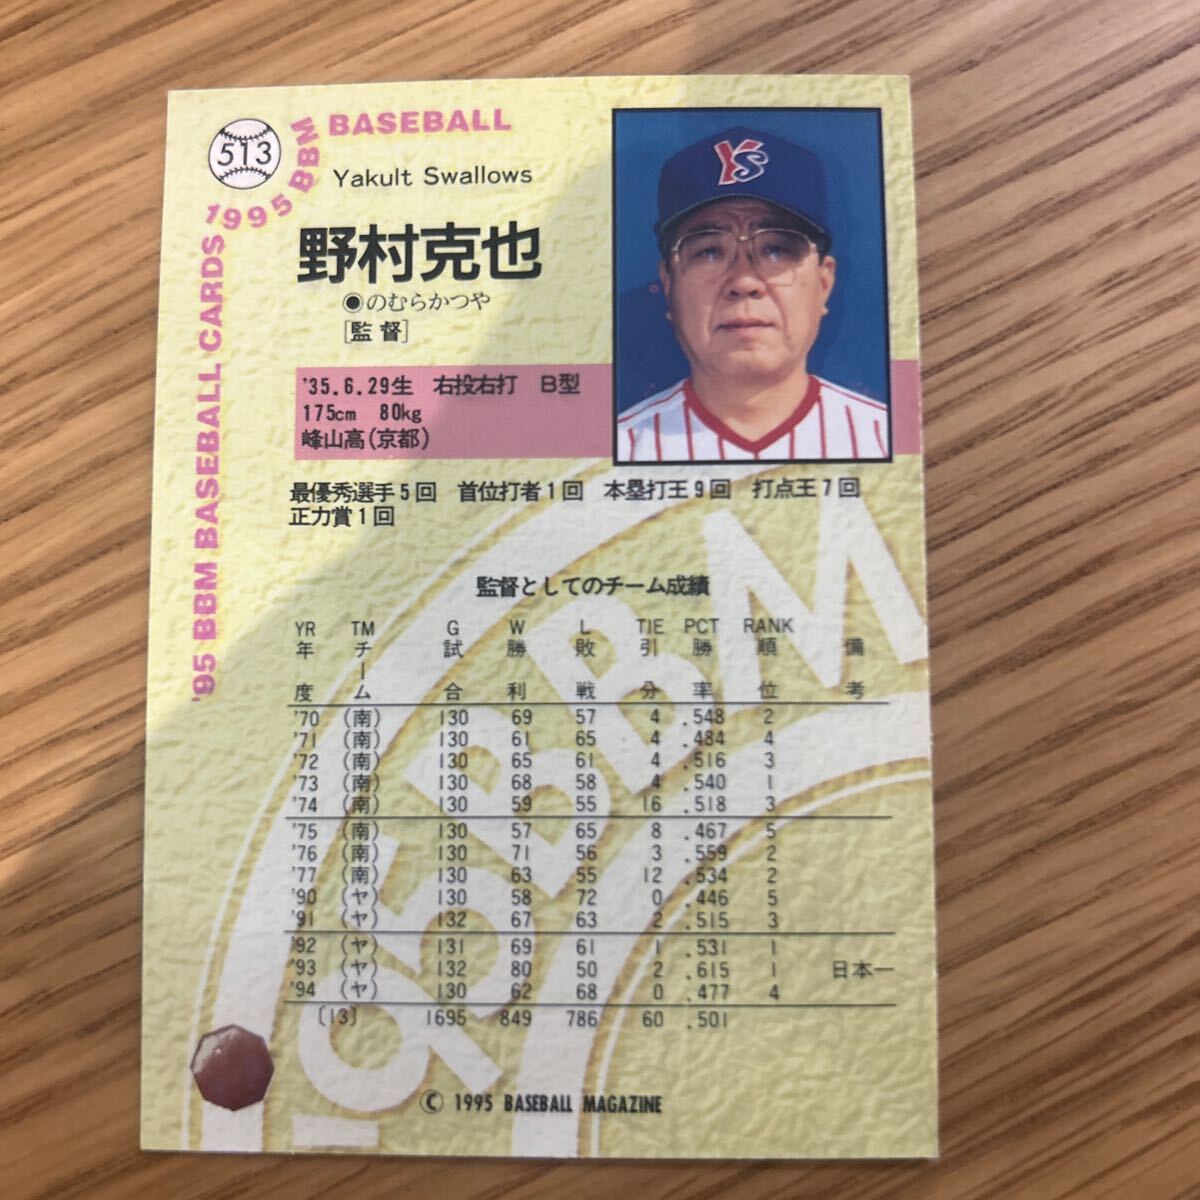 513
1995 BBM BASEBALL
'95 BBM BASEBALL CARDS
Yakult Swallows
YS
野村克也
●のむらかつや
[監督]
'35.6.29生 右投右打 B型
175cm 80kg
峰山高(京都)
最優秀選手5回 首位打者1回 本塁打王9回 打点王7回
正力賞1回
監督としてのチーム成績
YR TM G W L TIE PCT RANK
年度 チーム 試合 勝利 敗戦 引分 勝率 順位 備考
'70 (南) 130 69 57 4 .548 2
'71 (南) 130 61 65 4 .484 4
'72 (南) 130 65 61 4 .516 3
'73 (南) 130 68 58 4 .540 1
'74 (南) 130 59 55 16 .518 3
'75 (南) 130 57 65 8 .467 5
'76 (南) 130 71 56 3 .559 2
'77 (南) 130 63 55 12 .534 2
'90 (ヤ) 130 58 72 0 .446 5
'91 (ヤ) 132 67 63 2 .515 3
'92 (ヤ) 131 69 61 1 .531 1
'93 (ヤ) 132 80 50 2 .615 1 日本一
'94 (ヤ) 130 62 68 0 .477 4
[13] 1695 849 786 60 .501
'95BBM
© 1995 BASEBALL MAGAZINE